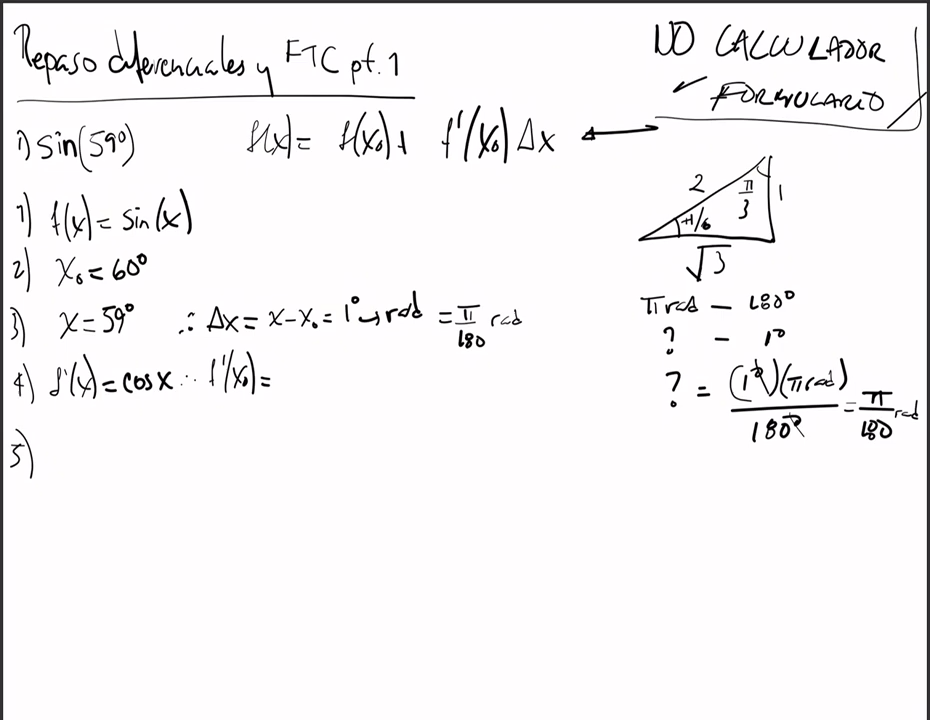 Repaso diferenciales y FTC pt. 1
NO CALCULADOR
✓ FORMULARIO
1) sin(59°) f(x) = f(x₀) + f'(x₀) Δx
1) f(x) = sin(x)
2) x₀ = 60°
3) x = 59° ∴ Δx = x - x₀ = 1° → rad = π/180 rad
4) f'(x) = cos x ∴ f'(x₀) =
5)
2 π/3 1
π/6
√3
π rad — 180°
? — 1°
? = (1°)(π rad)/180° = π/180 rad